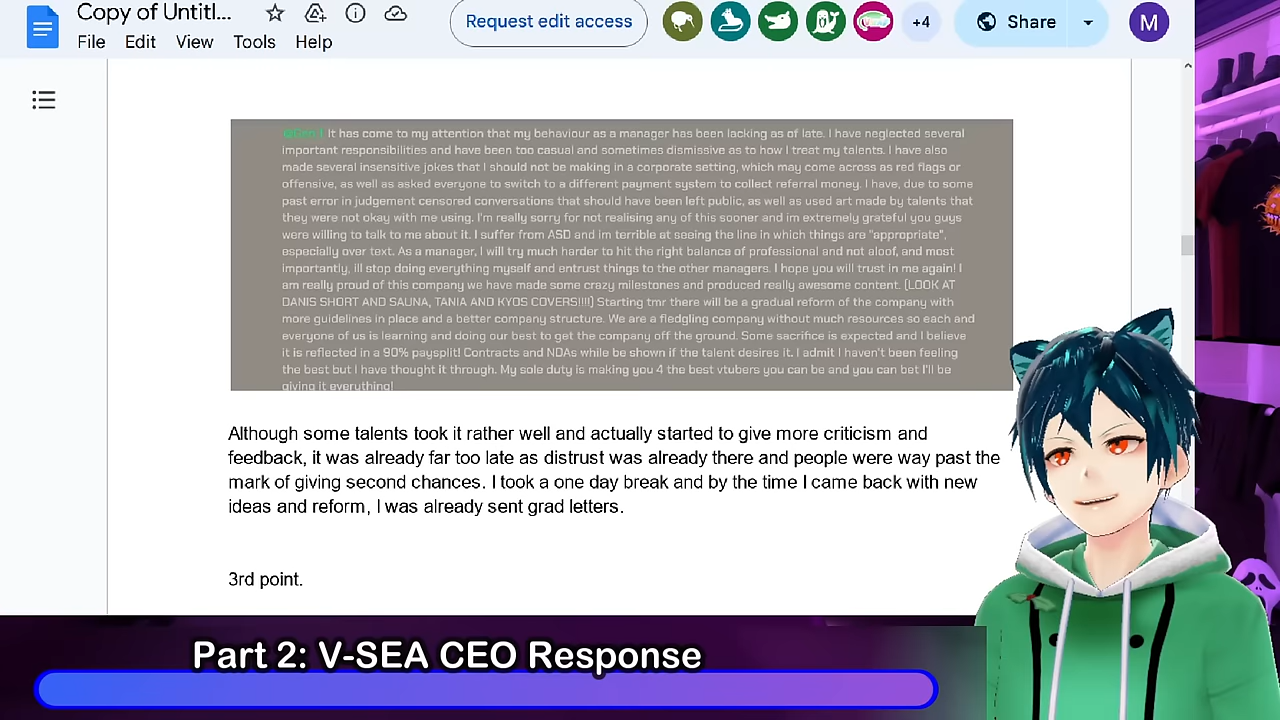 Copy of Untitl...
File Edit View Tools Help
Request edit access
+4
Share
M
It has come to my attention that my behaviour as a manager has been lacking as of late. I have neglected several
important responsibilities and have been too casual and sometimes dismissive as to how I treat my talents. I have also
made several insensitive jokes that I should not be making in a corporate setting, which may come across as red flags or
offensive, as well as asked everyone to switch to a different payment system to collect referral money. I have, due to some
past error in judgement censored conversations that should have been left public, as well as used art made by talents that
they were not okay with me using. I'm really sorry for not realising any of this sooner and im extremely grateful you guys
were willing to talk to me about it. I suffer from ASD and im terrible at seeing the line in which things are "appropriate",
especially over text. As a manager, I will try much harder to hit the right balance of professional and not aloof, and most
importantly, ill stop doing everything myself and entrust things to the other managers. I hope you will trust in me again! I
am really proud of this company we have made some crazy milestones and produced really awesome content. (LOOK AT
DANIS SHORT AND SAUNA, TANIA AND KYOS COVERS!!!!) Starting tmr there will be a gradual reform of the company with
more guidelines in place and a better company structure. We are a fledgling company without much resources so each and
everyone of us is learning and doing our best to get the company off the ground. Some sacrifice is expected and I believe
it is reflected in a 90% paysplit! Contracts and NDAs while be shown if the talent desires it. I admit I haven't been feeling
the best but I have thought it through. My sole duty is making you 4 the best vtubers you can be and you can bet I'll be
giving it everything!
Although some talents took it rather well and actually started to give more criticism and
feedback, it was already far too late as distrust was already there and people were way past the
mark of giving second chances. I took a one day break and by the time I came back with new
ideas and reform, I was already sent grad letters.
3rd point.
Part 2: V-SEA CEO Response